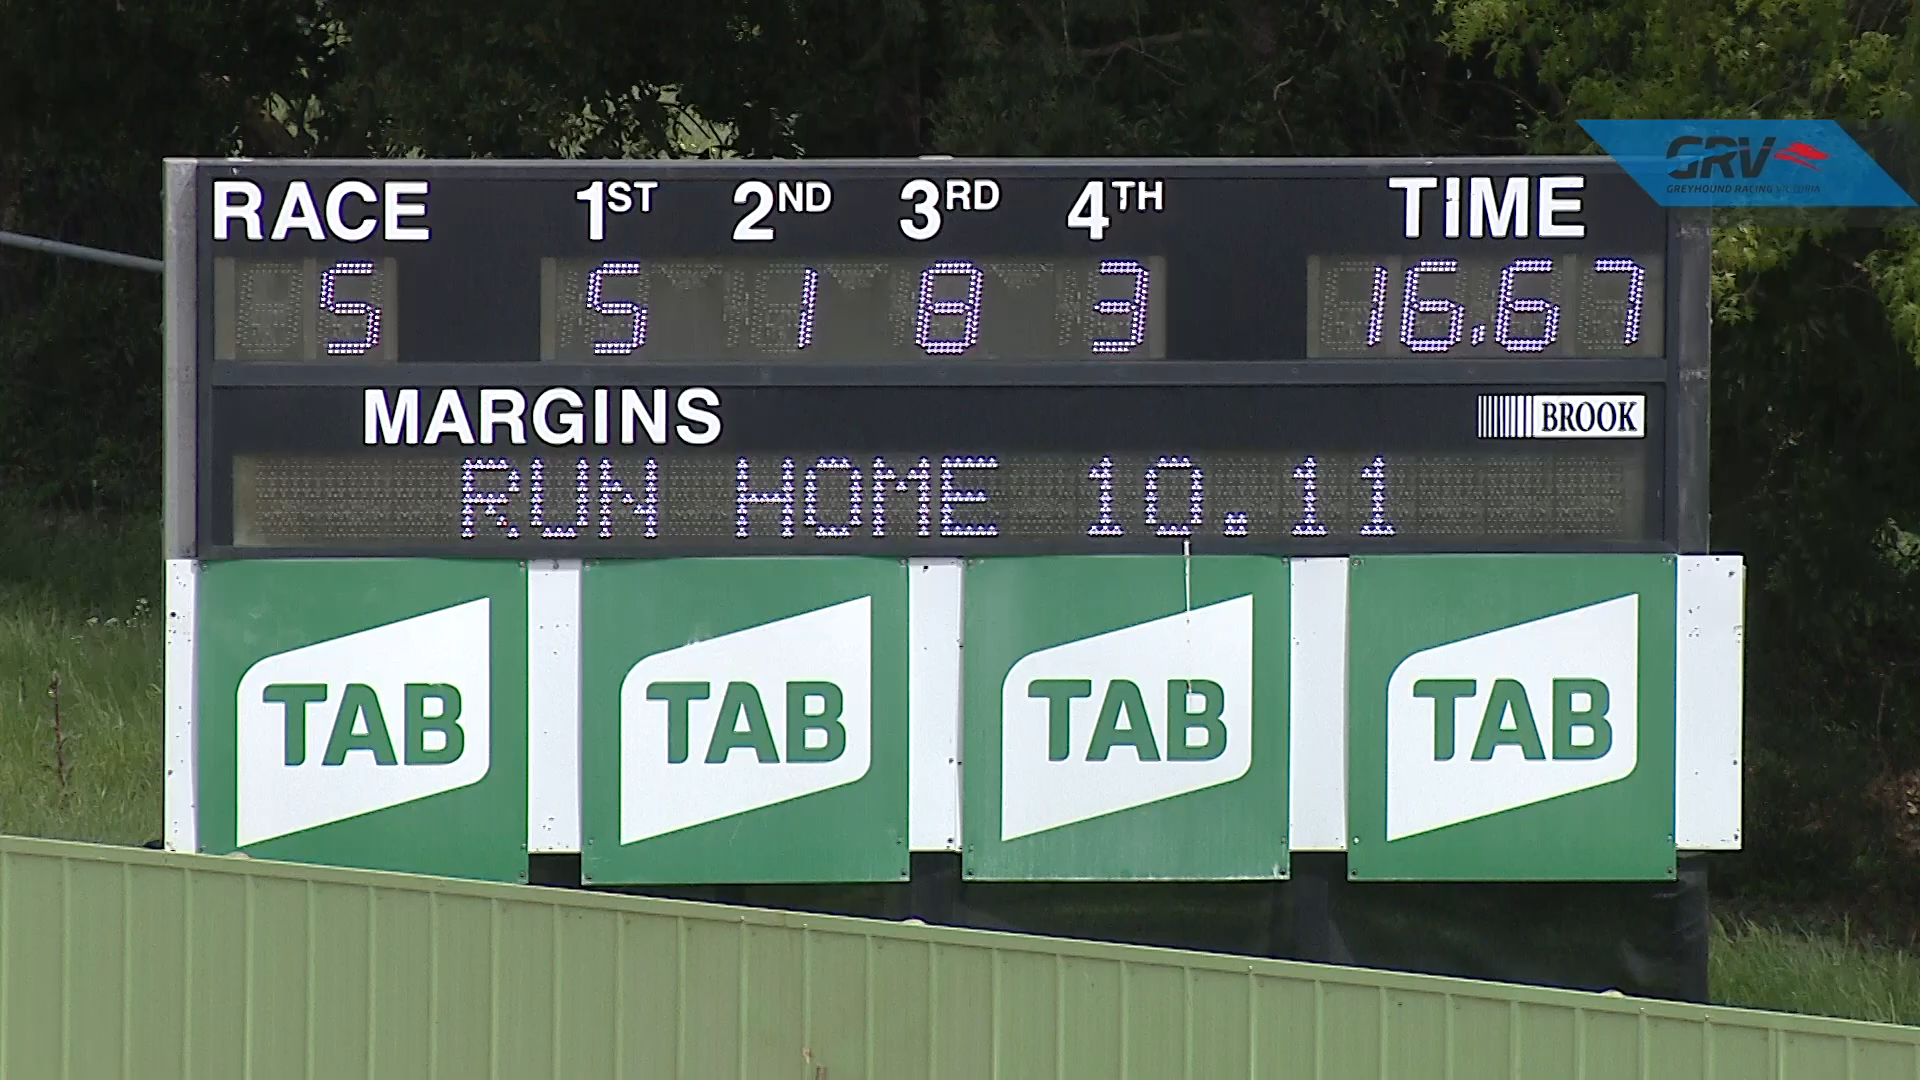 GRV
GREYHOUND RACING VICTORIA
RACE 1ST 2ND 3RD 4TH TIME
5 5 1 8 3 16.67
MARGINS BROOK
RUN HOME 10.11
TAB TAB TAB TAB